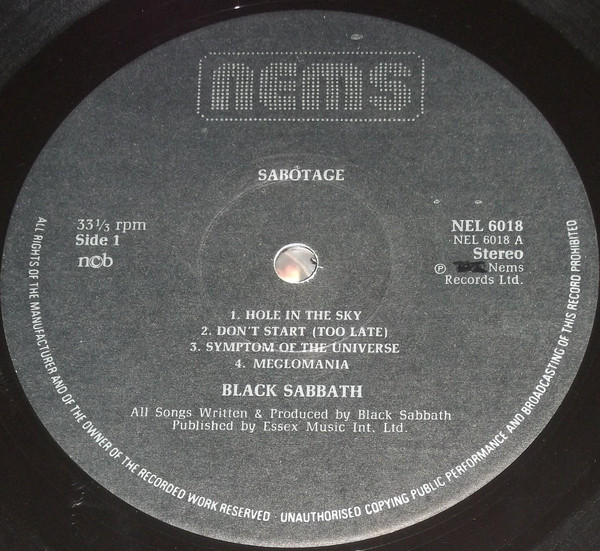 nems
SABOTAGE
33⅓ rpm
Side 1
n©b
NEL 6018
NEL 6018 A
Stereo
℗ Nems
Records Ltd.
1. HOLE IN THE SKY
2. DON'T START (TOO LATE)
3. SYMPTOM OF THE UNIVERSE
4. MEGLOMANIA
BLACK SABBATH
All Songs Written & Produced by Black Sabbath
Published by Essex Music Int. Ltd.
ALL RIGHTS OF THE MANUFACTURER AND OF THE OWNER OF THE RECORDED WORK RESERVED · UNAUTHORISED COPYING PUBLIC PERFORMANCE AND BROADCASTING OF THIS RECORD PROHIBITED